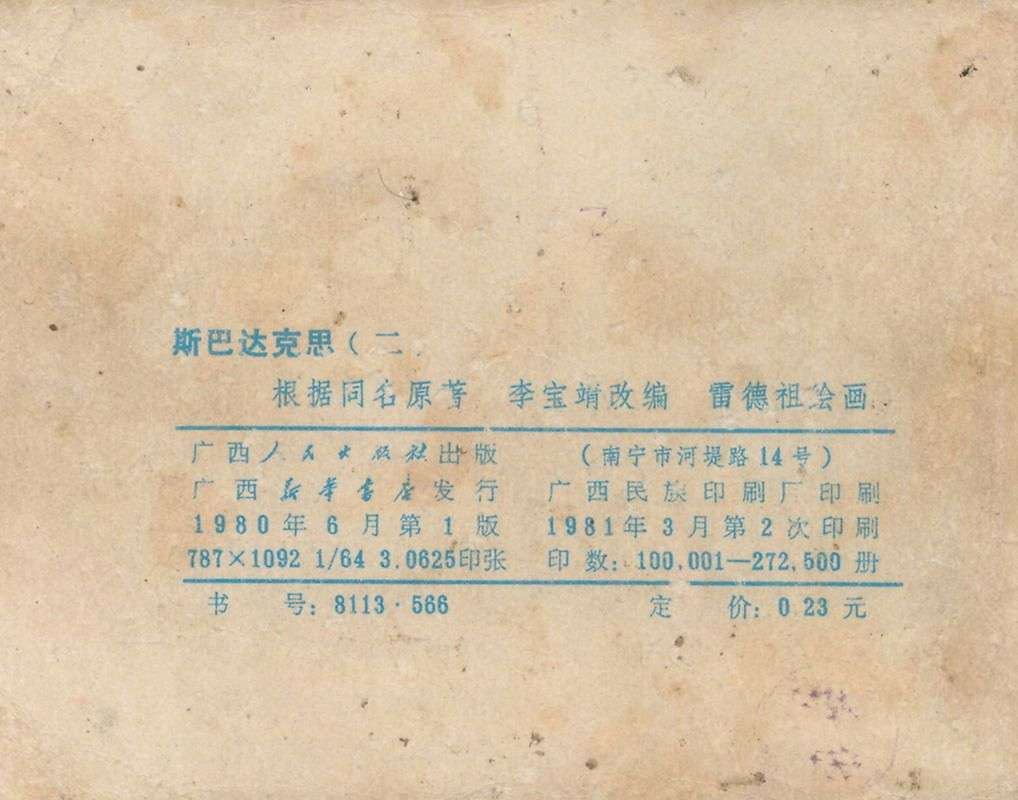 斯巴达克思（二
根据同名原著 李宝靖改编 雷德祖绘画
广西人民出版社出版 （南宁市河堤路14号）
广西新华书店发行 广西民族印刷厂印刷
1980年6月第1版 1981年3月第2次印刷
787×1092 1/64 3.0625印张 印数：100,001—272,500册
书号：8113·566 定价：0.23元